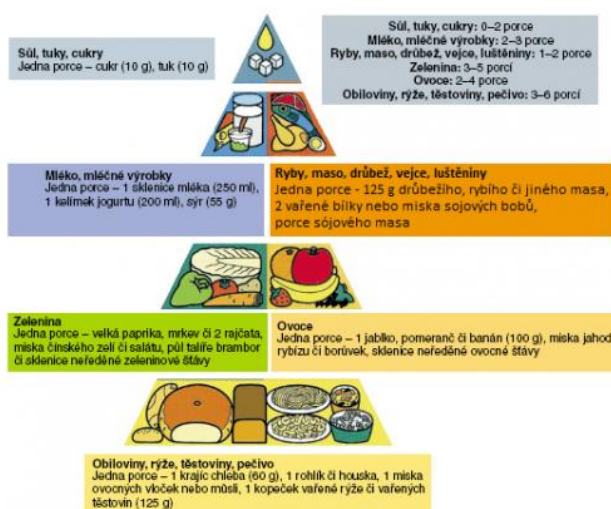 Sůl, tuky, cukry
Jedna porce – cukr (10 g), tuk (10 g)
Sůl, tuky, cukry: 0–2 porce
Mléko, mléčné výrobky: 2–3 porce
Ryby, maso, drůbež, vejce, luštěniny: 1–2 porce
Zelenina: 3–5 porcí
Ovoce: 2–4 porce
Obiloviny, rýže, těstoviny, pečivo: 3–6 porcí
Mléko, mléčné výrobky
Jedna porce – 1 sklenice mléka (250 ml),
1 kelímek jogurtu (200 ml), sýr (55 g)
Ryby, maso, drůbež, vejce, luštěniny
Jedna porce - 125 g drůbežího, rybího či jiného masa,
2 vařené bílky nebo miska sojových bobů,
porce sójového masa
Zelenina
Jedna porce – velká paprika, mrkev či 2 rajčata,
miska čínského zelí či salátu, půl talíře brambor
či sklenice neředěné zeleninové šťávy
Ovoce
Jedna porce – 1 jablko, pomeranč či banán (100 g), miska jahod,
rybízu či borůvek, sklenice neředěné ovocné šťávy
Obiloviny, rýže, těstoviny, pečivo
Jedna porce – 1 krajíc chleba (60 g), 1 rohlík či houska, 1 miska
ovocných vloček nebo müsli, 1 kopeček vařené rýže či vařených
těstovin (125 g)